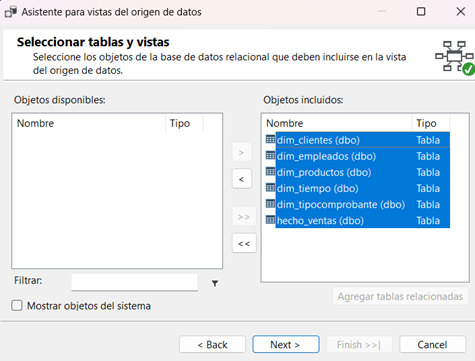 Asistente para vistas del origen de datos
Seleccionar tablas y vistas
Seleccione los objetos de la base de datos relacional que deben incluirse en la vista
del origen de datos.
Objetos disponibles:
Nombre Tipo
Objetos incluidos:
Nombre Tipo
dim_clientes (dbo) Tabla
dim_empleados (dbo) Tabla
dim_productos (dbo) Tabla
dim_tiempo (dbo) Tabla
dim_tipocomprobante (dbo) Tabla
hecho_ventas (dbo) Tabla
>
<
>>
<<
Filtrar:
Mostrar objetos del sistema
Agregar tablas relacionadas
< Back Next > Finish >>| Cancel